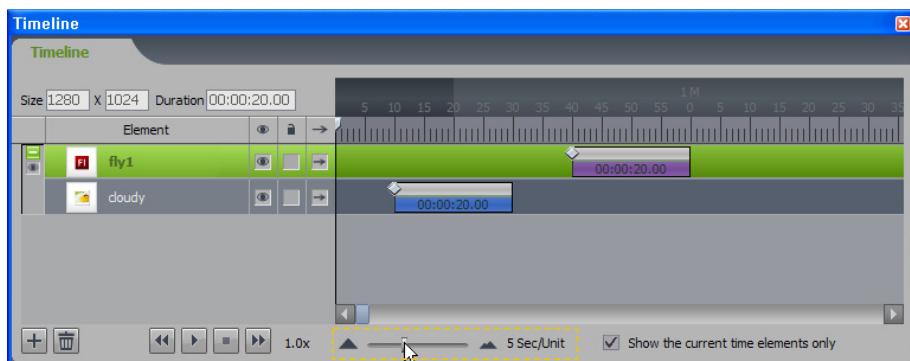 Timeline
Timeline
Size 1280 X 1024 Duration 00:00:20.00
1 M
5 10 15 20 25 30 35 40 45 50 55 0 5 10 15 20 25 30 35
Element
Fl fly1 00:00:20.00
cloudy 00:00:20.00
1.0x 5 Sec/Unit Show the current time elements only